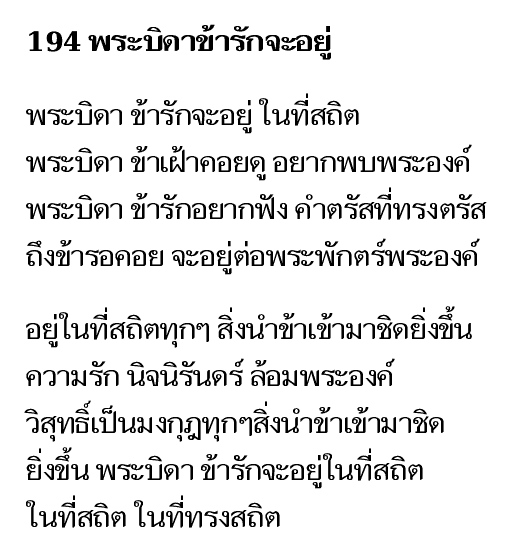 194 พระบิดาข้ารักจะอยู่
พระบิดา ข้ารักจะอยู่ ในที่สถิต
พระบิดา ข้าเฝ้าคอยดู อยากพบพระองค์
พระบิดา ข้ารักอยากฟัง คำตรัสที่ทรงตรัส
ถึงข้ารอคอย จะอยู่ต่อพระพักตร์พระองค์
อยู่ในที่สถิตทุกๆ สิ่งนำข้าเข้ามาชิดยิ่งขึ้น
ความรัก นิจนิรันดร์ ล้อมพระองค์
วิสุทธิ์เป็นมงกุฎทุกๆสิ่งนำข้าเข้ามาชิด
ยิ่งขึ้น พระบิดา ข้ารักจะอยู่ในที่สถิต
ในที่สถิต ในที่ทรงสถิต